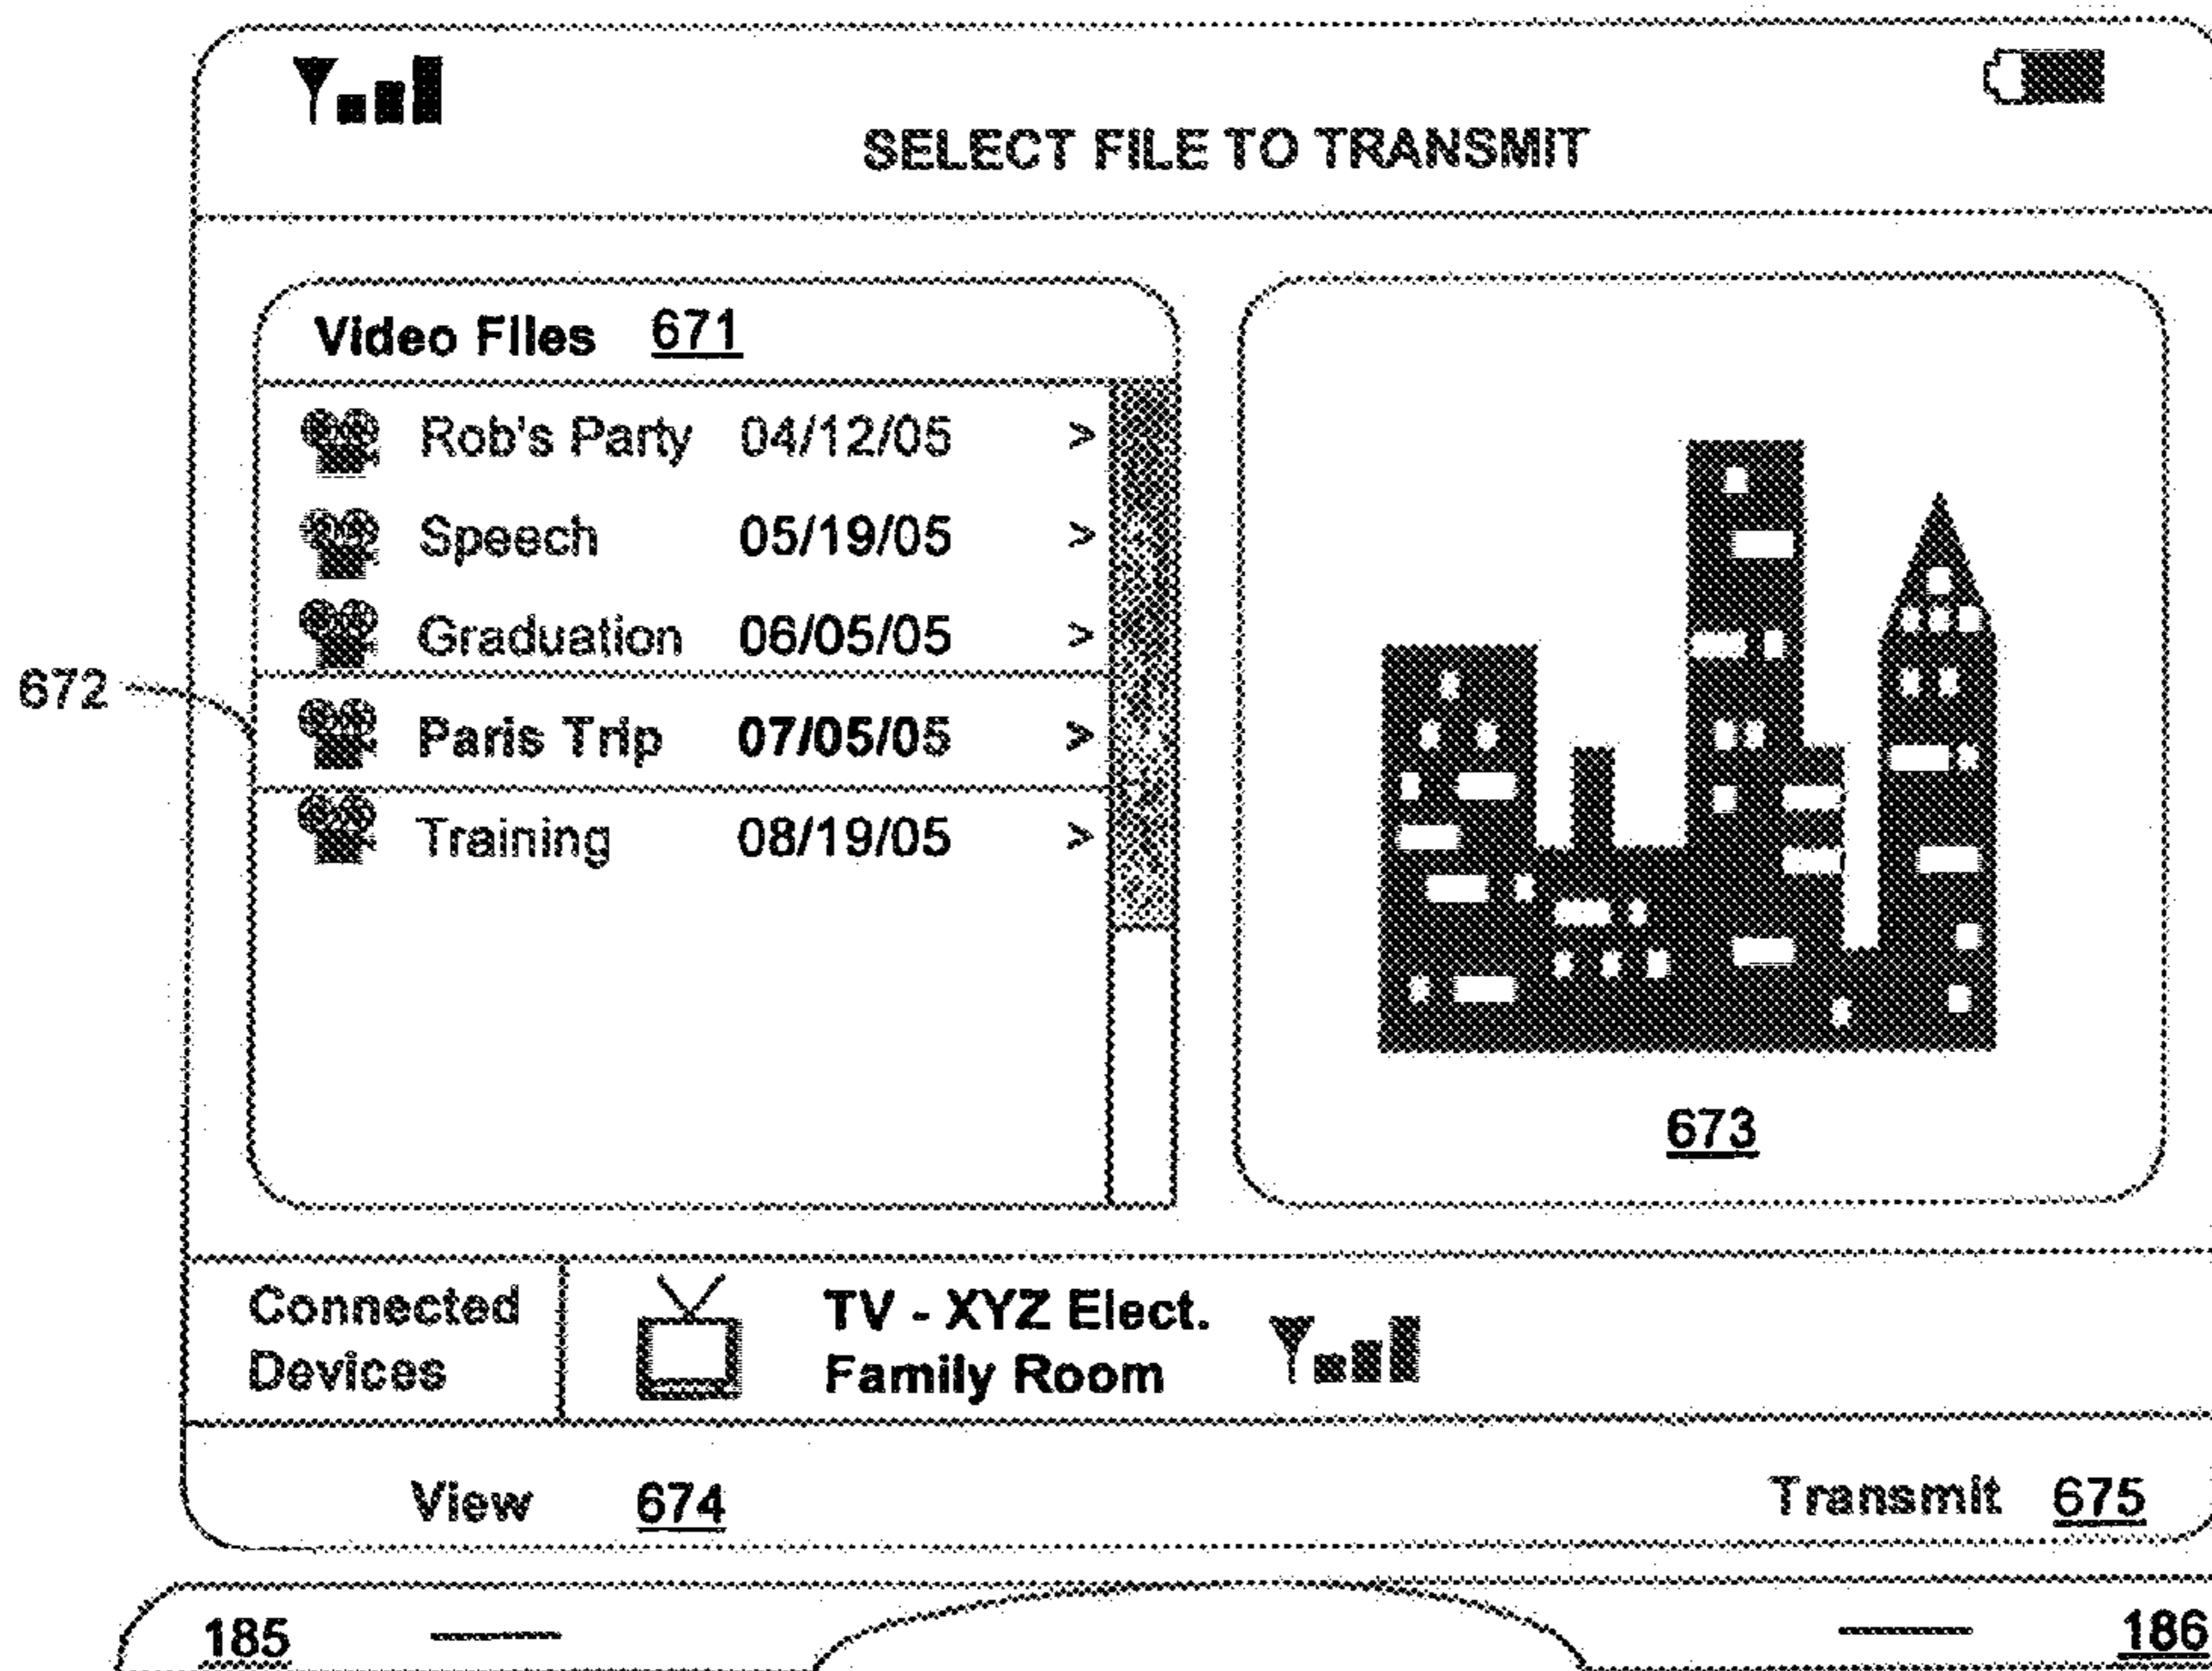 SELECT FILE TO TRANSMIT
Video Files 671
Rob's Party 04/12/05 >
Speech 05/19/05 >
Graduation 06/05/05 >
672
Paris Trip 07/05/05 >
Training 08/19/05 >
673
Connected
Devices
TV - XYZ Elect.
Family Room
View 674
Transmit 675
185
186